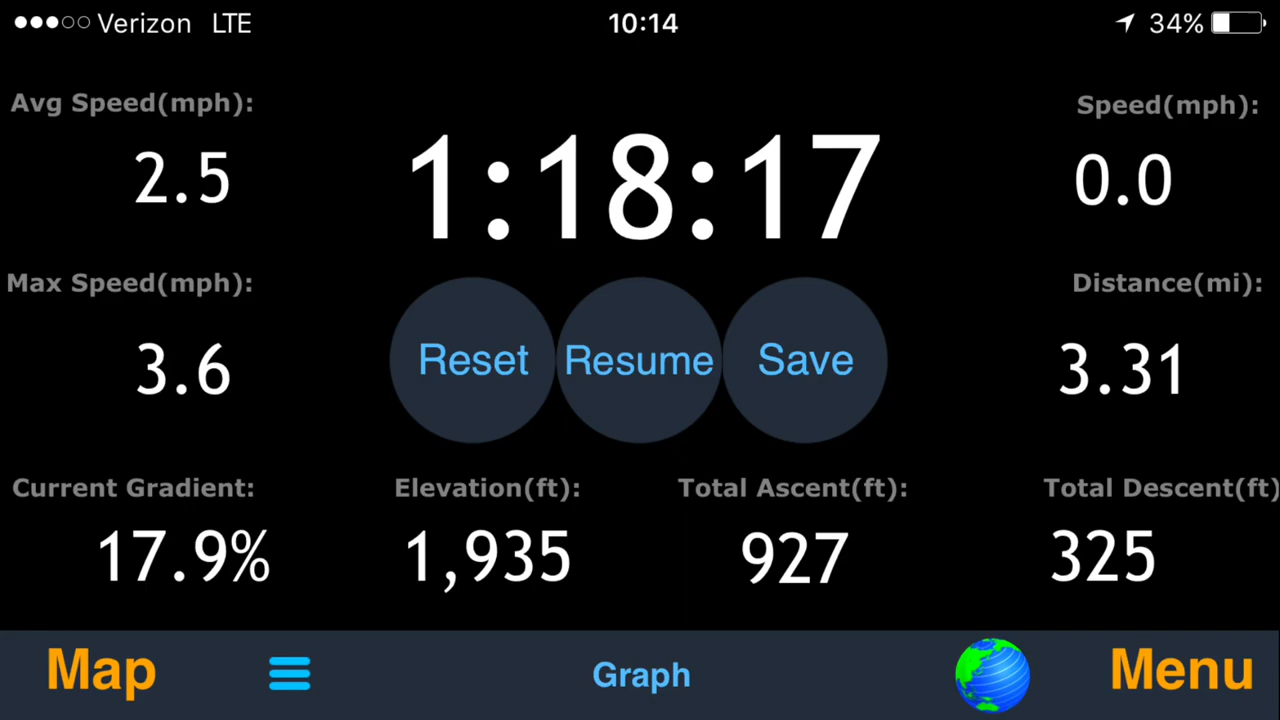 Verizon LTE 10:14 34%
Avg Speed(mph):
2.5
1:18:17
Speed(mph):
0.0
Max Speed(mph):
3.6
Reset Resume Save
Distance(mi):
3.31
Current Gradient: Elevation(ft): Total Ascent(ft): Total Descent(ft)
17.9% 1,935 927 325
Map Graph Menu